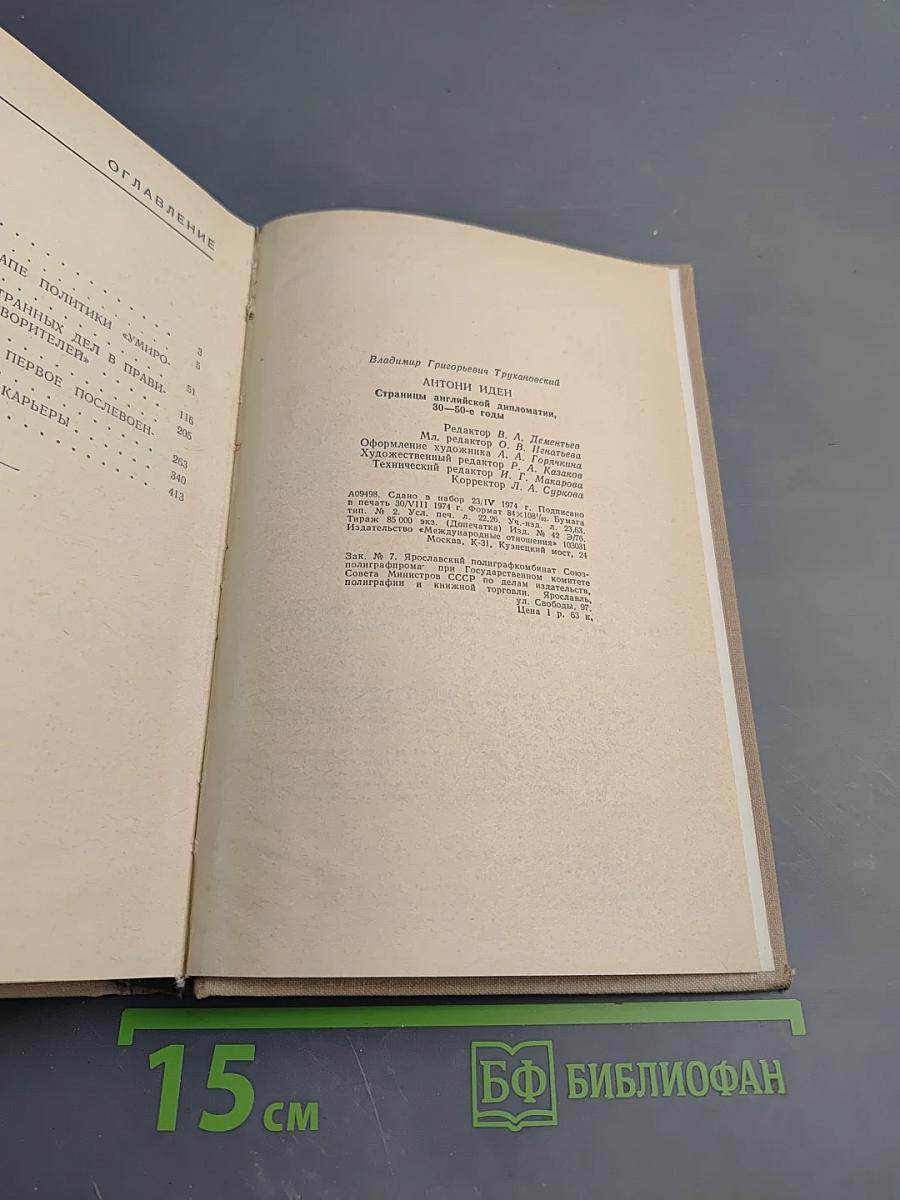 ОГЛАВЛЕНИЕ
3
АПЕ ПОЛИТИКИ «УМИРО-
5
ТРАННЫХ ДЕЛ В ПРАВИ-
ВОРИТЕЛЕЙ»
51
116
ПЕРВОЕ ПОСЛЕВОЕН-
205
КАРЬЕРЫ
263
340
413
Владимир Григорьевич Трухановский
АНТОНИ ИДЕН
Страницы английской дипломатии,
30—50-е годы
Редактор В. А. Дементьев
Мл. редактор О. В. Игнатьева
Оформление художника А. А. Горячкина
Художественный редактор Р. А. Казаков
Технический редактор И. Г. Макарова
Корректор Л. А. Суркова
А09498. Сдано в набор 23/IV 1974 г. Подписано
в печать 30/VIII 1974 г. Формат 84×108¹/₃₂. Бумага
тип. № 2. Усл. печ. л. 22,26. Уч.-изд. л. 23,63.
Тираж 85 000 экз. (Допечатка) Изд. № 42 Э/76.
Издательство «Международные отношения» 103031
Москва, К-31, Кузнецкий мост, 24
Зак. № 7. Ярославский полиграфкомбинат Союз-
полиграфпрома при Государственном комитете
Совета Министров СССР по делам издательств,
полиграфии и книжной торговли. Ярославль,
ул. Свободы, 97.
Цена 1 р. 63 к.
15 см
БФ БИБЛИОФАН